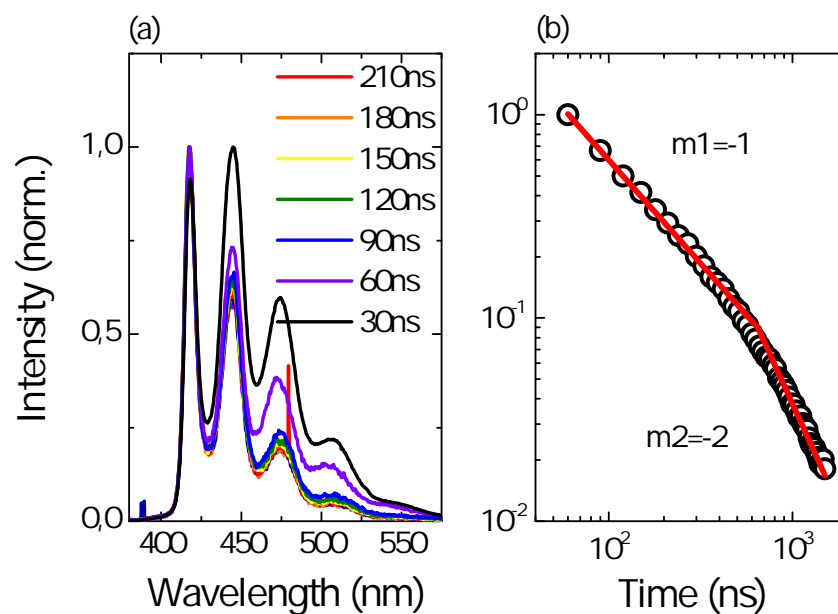 (a)
210ns
180ns
150ns
120ns
90ns
60ns
30ns
1,0
0,5
0,0
400 450 500 550
Intensity (norm.)
Wavelength (nm)
(b)
m1=-1
m2=-2
10^0
10^-1
10^-2
10^2 10^3
Time (ns)